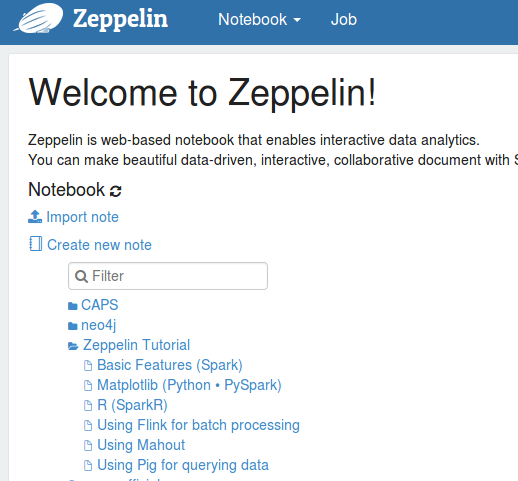 Zeppelin Notebook Job
Welcome to Zeppelin!
Zeppelin is web-based notebook that enables interactive data analytics.
You can make beautiful data-driven, interactive, collaborative document with S
Notebook
Import note
Create new note
Filter
CAPS
neo4j
Zeppelin Tutorial
Basic Features (Spark)
Matplotlib (Python • PySpark)
R (SparkR)
Using Flink for batch processing
Using Mahout
Using Pig for querying data